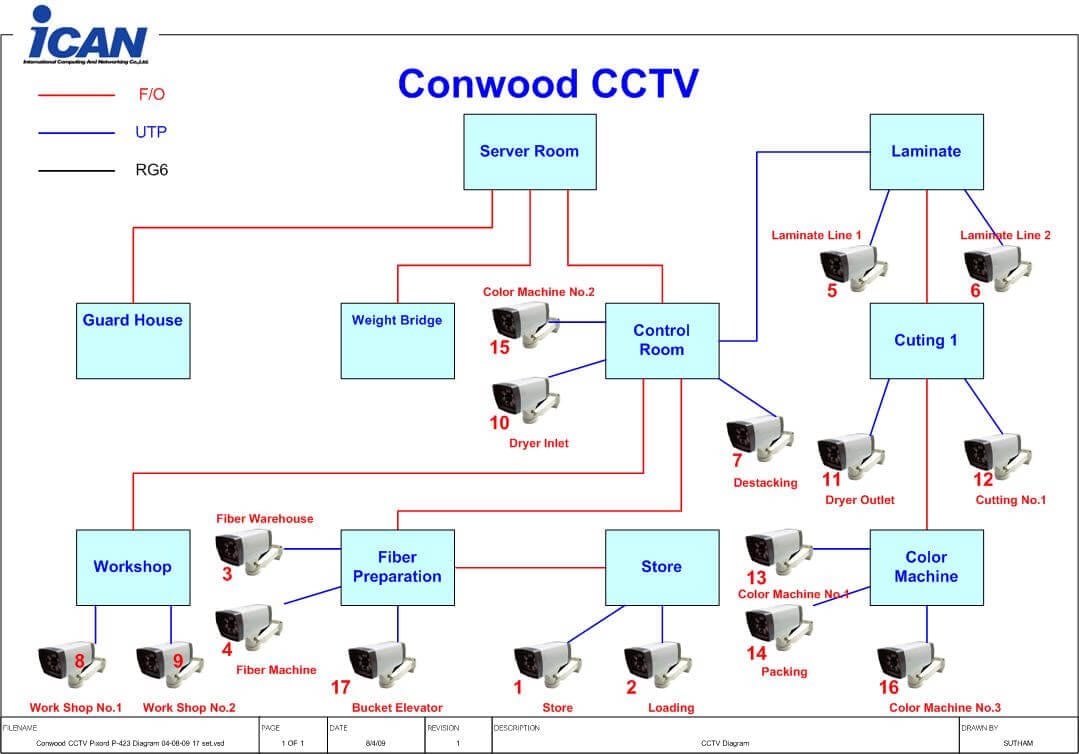 iCAN
International Computing And Networking Co.,Ltd.
Conwood CCTV
F/O
UTP
RG6
Server Room
Laminate
Laminate Line 1
5
Laminate Line 2
6
Guard House
Weight Bridge
Color Machine No.2
15
Control
Room
Cuting 1
10
Dryer Inlet
7
Destacking
11
Dryer Outlet
12
Cutting No.1
Workshop
Fiber Warehouse
3
Fiber
Preparation
Store
13
Color Machine No.1
Color
Machine
4
Fiber Machine
14
Packing
8
Work Shop No.1
9
Work Shop No.2
17
Bucket Elevator
1
Store
2
Loading
16
Color Machine No.3
FILENAME
Conwood CCTV Pixord P-423 Diagram 04-08-09 17 set.vsd
PAGE
1 OF 1
DATE
8/4/09
REVISION
1
DESCRIPTION
CCTV Diagram
DRAWN BY
SUTHAM